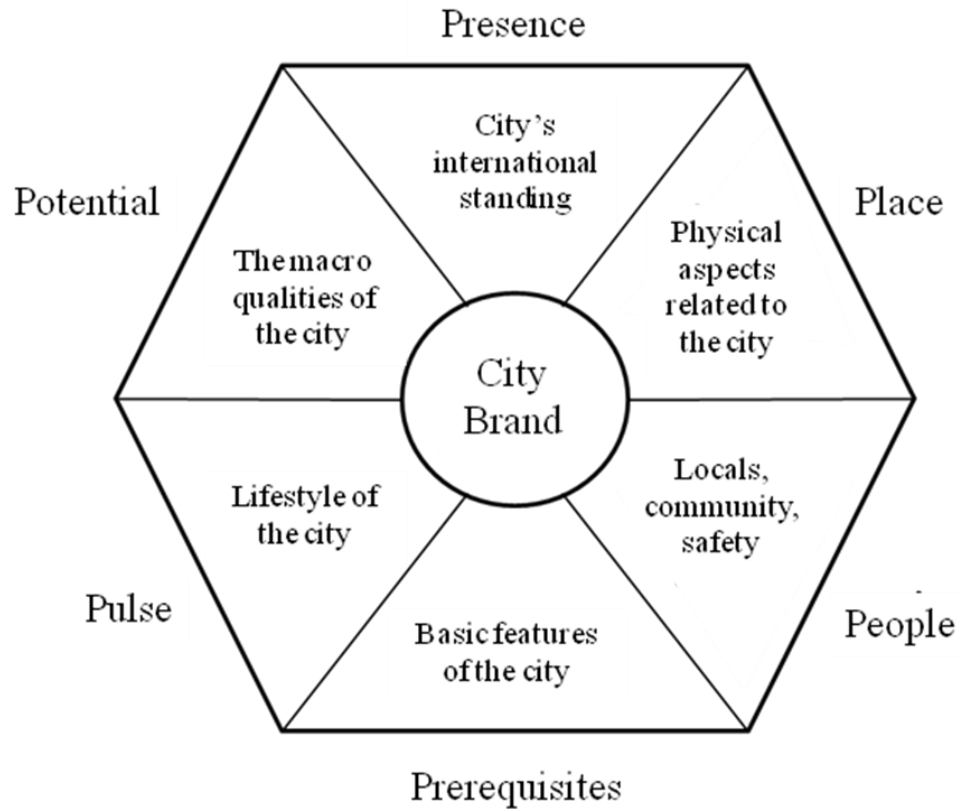 Presence
City's
international
standing
Potential
Place
The macro
qualities of
the city
Physical
aspects
related to
the city
City
Brand
Lifestyle of
the city
Locals,
community,
safety
Pulse
People
Basic features
of the city
Prerequisites